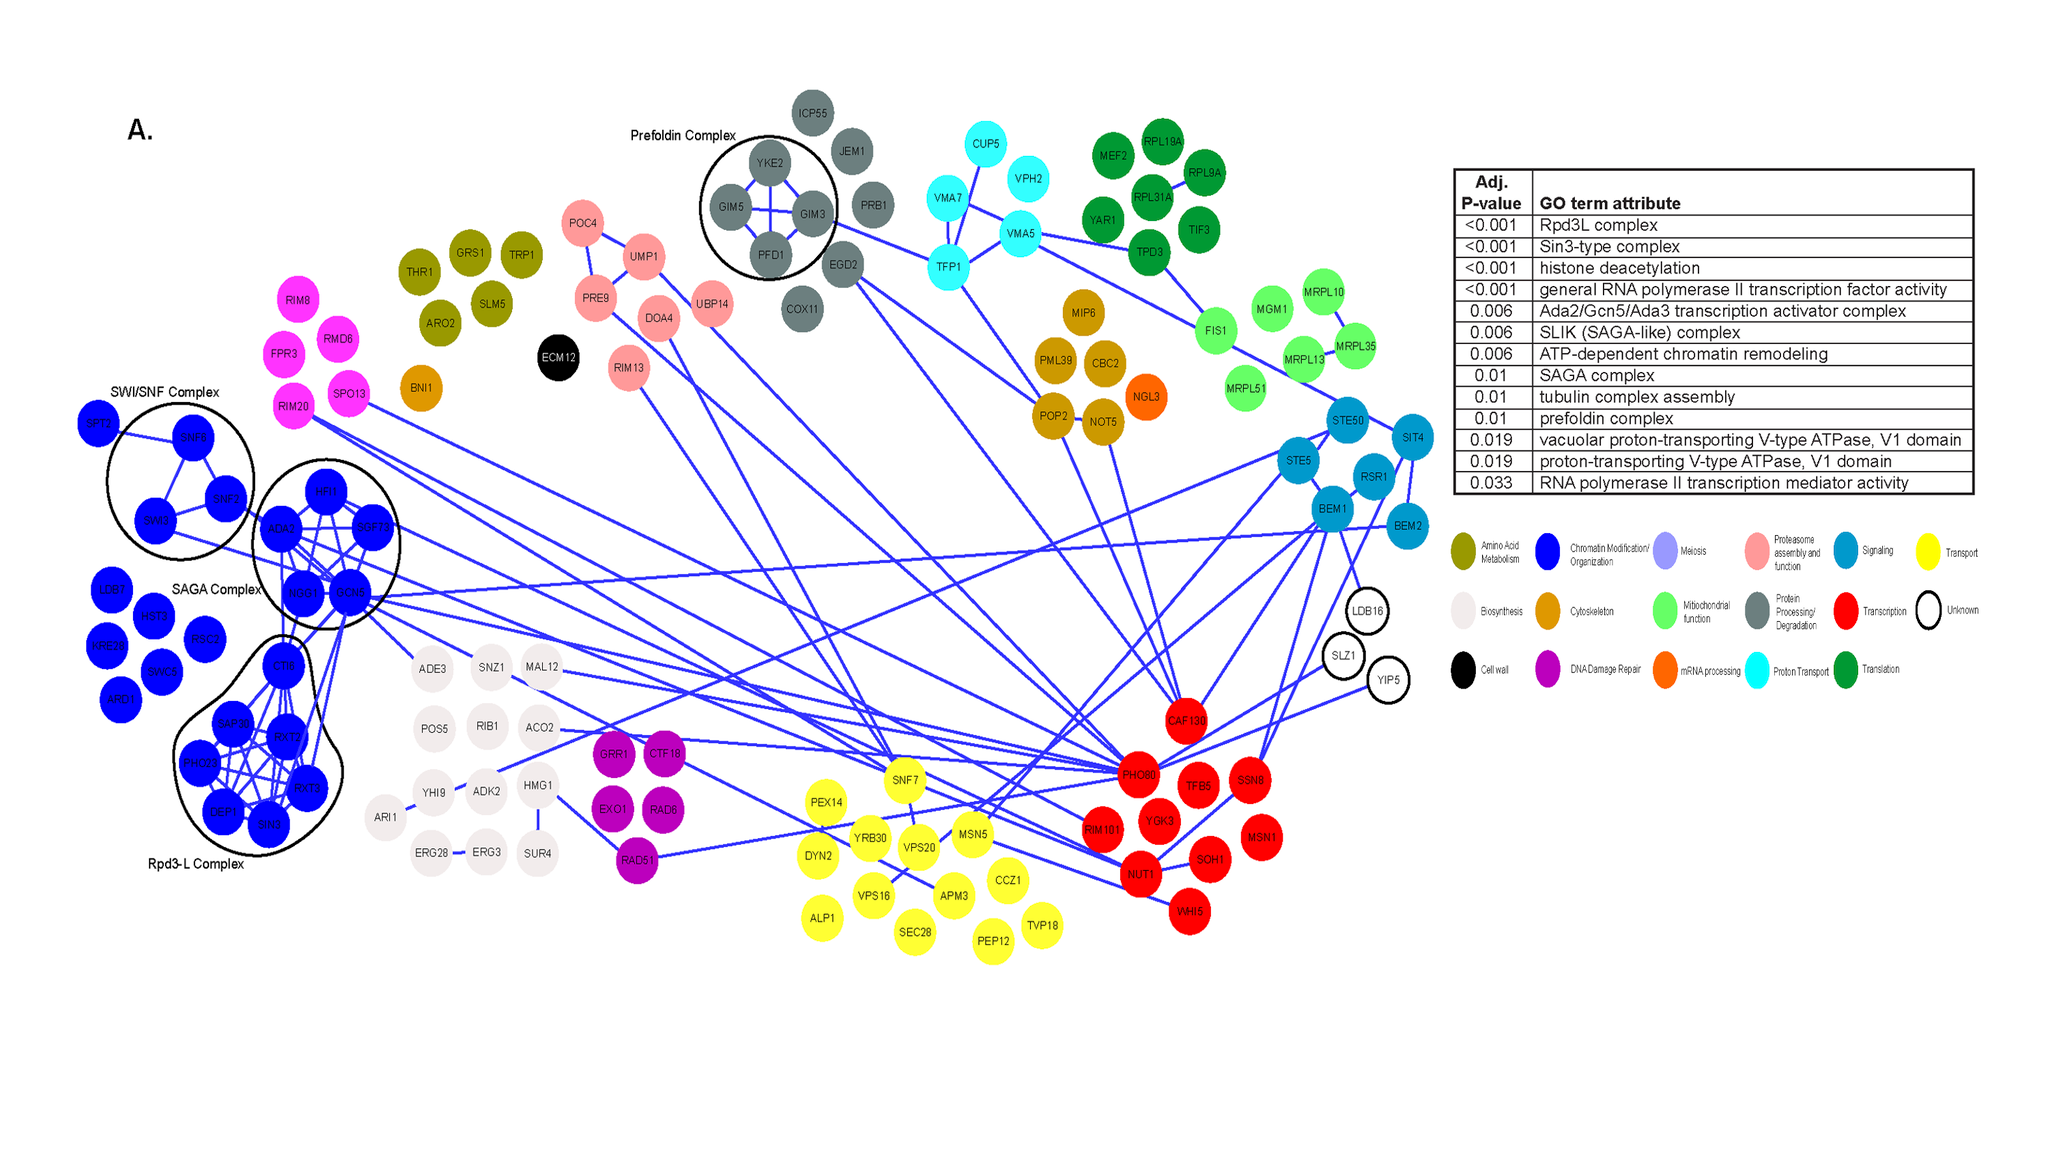 A.
Prefoldin Complex
ICP55
JEM1
PRB1
YKE2
GIM5
GIM3
PFD1
EGD2
COX11
CUP5
VPH2
VMA7
VMA5
TFP1
MEF2
RPL19A
RPL9A
RPL31A
YAR1
TIF3
TPD3
POC4
UMP1
PRE9
DOA4
UBP14
RIM13
THR1
GRS1
TRP1
SLM5
ARO2
ECM12
BNI1
RIM8
RMD6
FPR3
SPO13
RIM20
MIP6
PML39
CBC2
NGL3
POP2
NOT5
FIS1
MGM1
MRPL10
MRPL35
MRPL13
MRPL51
STE50
SIT4
STE5
RSR1
BEM1
BEM2
LDB16
SLZ1
YIP5
SWI/SNF Complex
SPT2
SNF6
SNF2
SWI3
HFI1
ADA2
SGF73
NGG1
GCN5
SAGA Complex
LDB7
HST3
RSC2
SWC5
ARD1
CTI6
SAP30
RXT2
PHO23
RXT3
DEP1
SIN3
Rpd3-L Complex
ADE3
SNZ1
MAL12
POS5
RIB1
ACO2
YHI9
ADK2
HMG1
ARI1
ERG28
ERG3
SUR4
GRR1
CTF18
EXO1
RAD6
RAD51
SNF7
PEX14
YRB30
MSN5
DYN2
VPS20
CCZ1
VPS16
APM3
ALP1
SEC28
PEP12
TVP18
CAF130
PHO80
TFB5
SSN8
RIM101
YGK3
MSN1
SOH1
NUT1
WHI5
Adj.
P-value GO term attribute
<0.001 Rpd3L complex
<0.001 Sin3-type complex
<0.001 histone deacetylation
<0.001 general RNA polymerase II transcription factor activity
0.006 Ada2/Gcn5/Ada3 transcription activator complex
0.006 SLIK (SAGA-like) complex
0.006 ATP-dependent chromatin remodeling
0.01 SAGA complex
0.01 tubulin complex assembly
0.01 prefoldin complex
0.019 vacuolar proton-transporting V-type ATPase, V1 domain
0.019 proton-transporting V-type ATPase, V1 domain
0.033 RNA polymerase II transcription mediator activity
Amino Acid
Metabolism
Chromatin Modification/
Organization
Meiosis
Proteasome
assembly and
function
Signaling
Transport
Biosynthesis
Cytoskeleton
Mitiochondrial
function
Protein
Processing/
Degradation
Transcription
Unknown
Cell wall
DNA Damage Repair
mRNA processing
Proton Transport
Translation